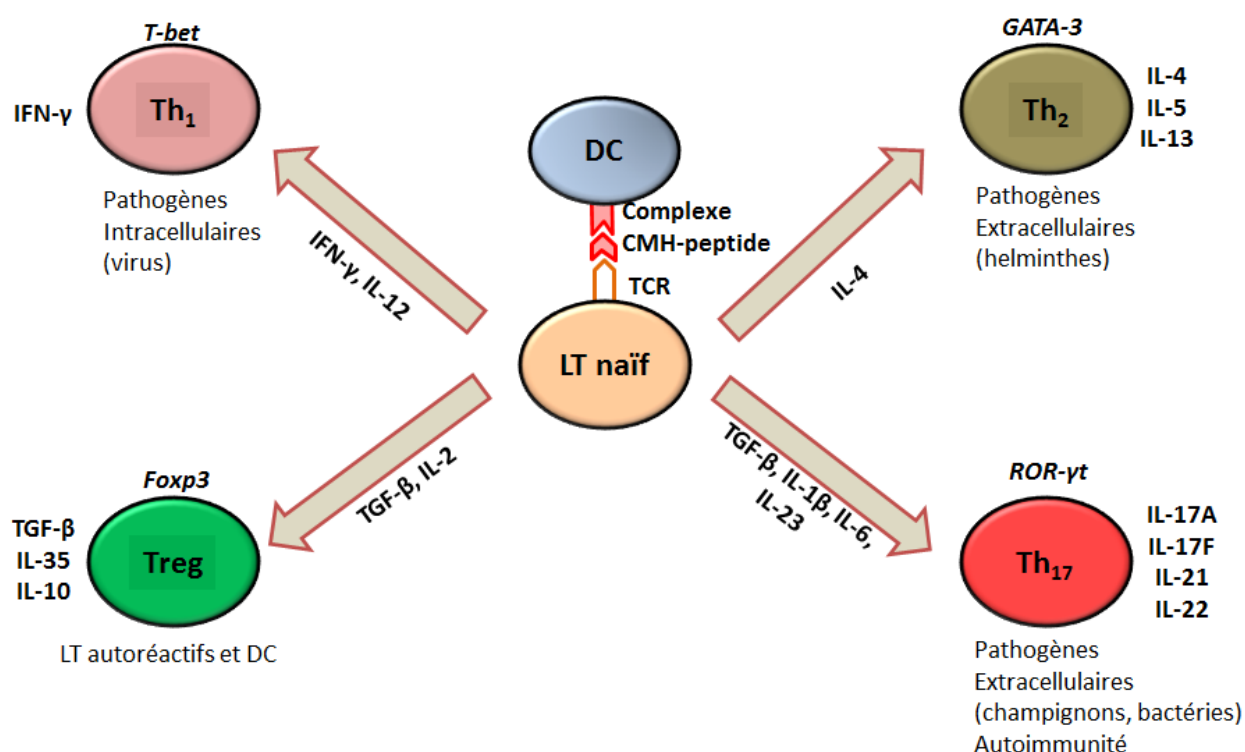 T-bet
Th₁
IFN-γ
Pathogènes
Intracellulaires
(virus)
IFN-γ, IL-12
DC
Complexe
CMH-peptide
TCR
LT naïf
GATA-3
Th₂
IL-4
IL-5
IL-13
Pathogènes
Extracellulaires
(helminthes)
IL-4
Foxp3
Treg
TGF-β
IL-35
IL-10
LT autoréactifs et DC
TGF-β, IL-2
TGF-β, IL-1β, IL-6,
IL-23
ROR-γt
Th₁₇
IL-17A
IL-17F
IL-21
IL-22
Pathogènes
Extracellulaires
(champignons, bactéries)
Autoimmunité